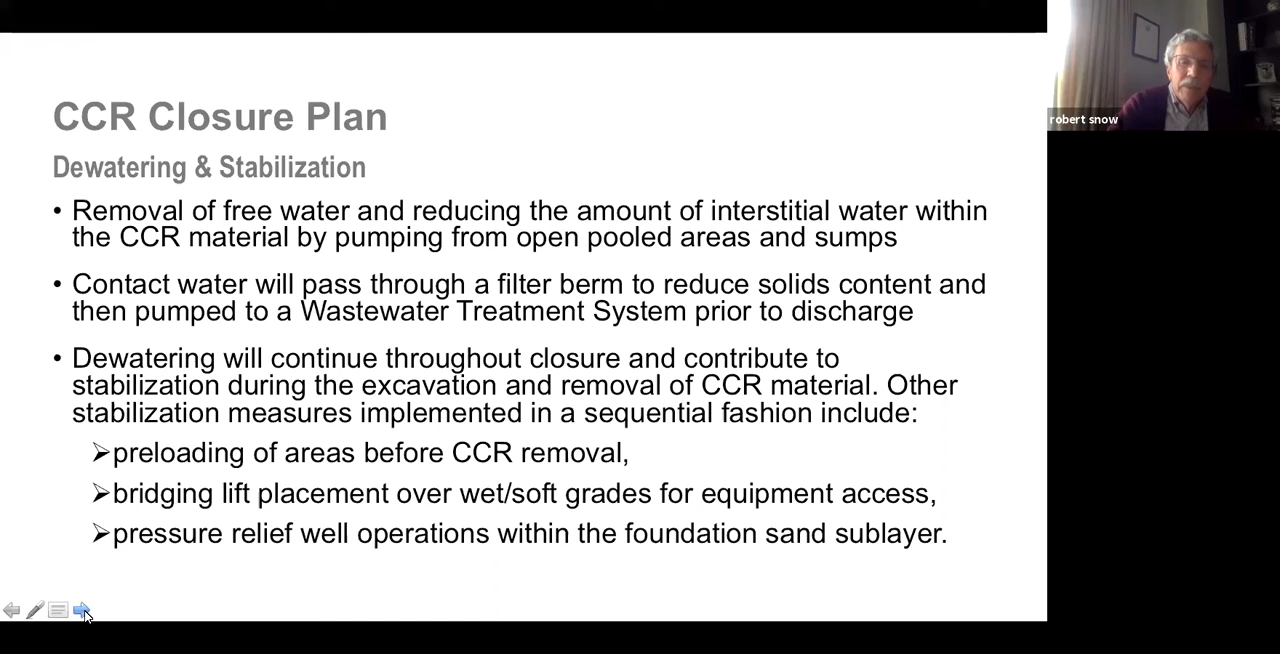 CCR Closure Plan
Dewatering & Stabilization
• Removal of free water and reducing the amount of interstitial water within
the CCR material by pumping from open pooled areas and sumps
• Contact water will pass through a filter berm to reduce solids content and
then pumped to a Wastewater Treatment System prior to discharge
• Dewatering will continue throughout closure and contribute to
stabilization during the excavation and removal of CCR material. Other
stabilization measures implemented in a sequential fashion include:
➢preloading of areas before CCR removal,
➢bridging lift placement over wet/soft grades for equipment access,
➢pressure relief well operations within the foundation sand sublayer.
robert snow